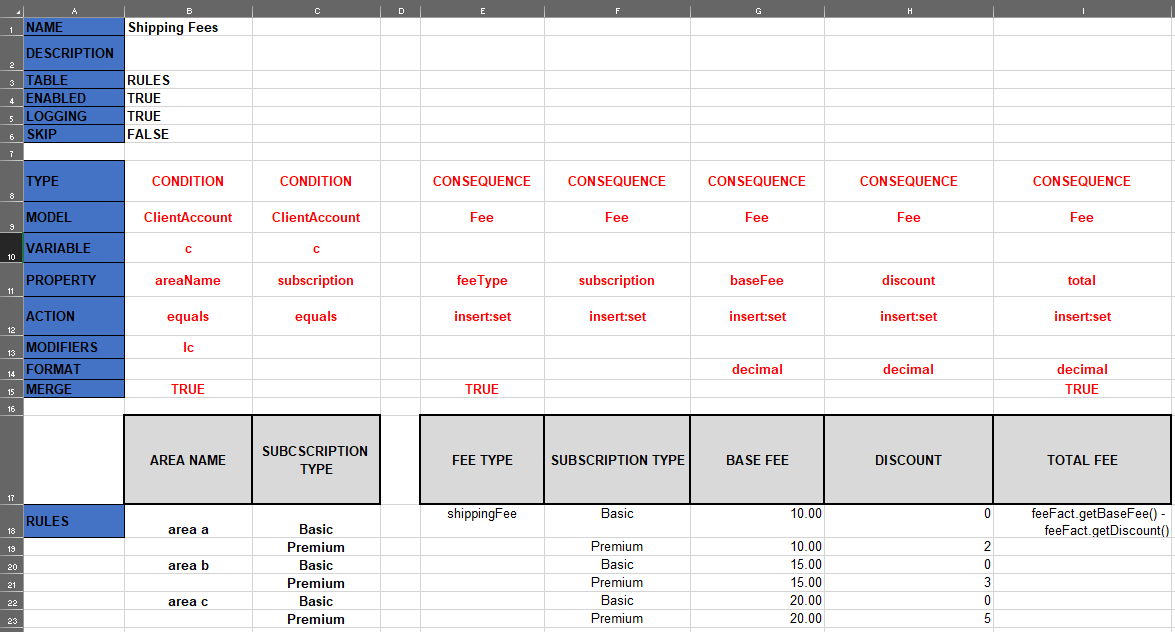 A B C D E F G H I
1 NAME Shipping Fees
2 DESCRIPTION
3 TABLE RULES
4 ENABLED TRUE
5 LOGGING TRUE
6 SKIP FALSE
7
8 TYPE CONDITION CONDITION CONSEQUENCE CONSEQUENCE CONSEQUENCE CONSEQUENCE CONSEQUENCE
9 MODEL ClientAccount ClientAccount Fee Fee Fee Fee Fee
10 VARIABLE c c
11 PROPERTY areaName subscription feeType subscription baseFee discount total
12 ACTION equals equals insert:set insert:set insert:set insert:set insert:set
13 MODIFIERS lc
14 FORMAT decimal decimal decimal
15 MERGE TRUE TRUE TRUE
16
17 AREA NAME SUBCSCRIPTION TYPE FEE TYPE SUBSCRIPTION TYPE BASE FEE DISCOUNT TOTAL FEE
18 RULES area a Basic shippingFee Basic 10.00 0 feeFact.getBaseFee() - feeFact.getDiscount()
19 Premium Premium 10.00 2
20 area b Basic Basic 15.00 0
21 Premium Premium 15.00 3
22 area c Basic Basic 20.00 0
23 Premium Premium 20.00 5